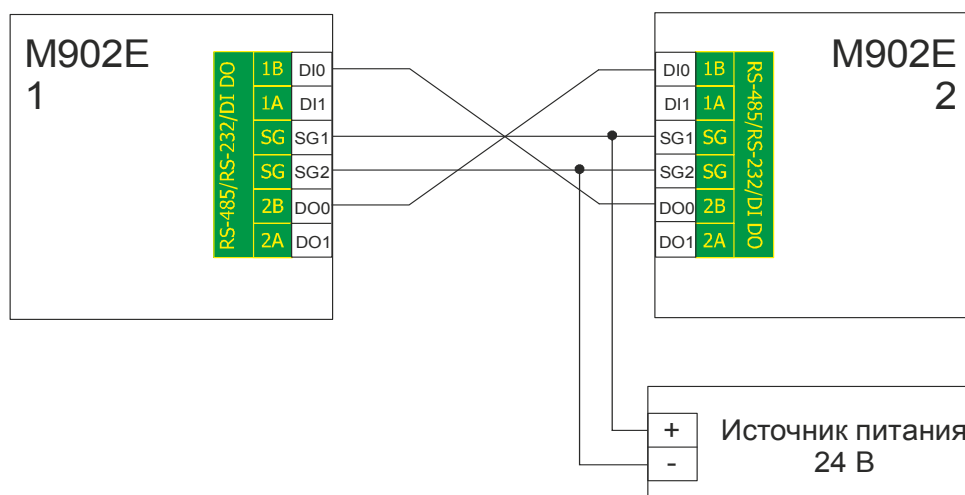 M902E
1
RS-485/RS-232/DI DO
1B DI0
1A DI1
SG SG1
SG SG2
2B DO0
2A DO1
M902E
2
DI0 1B
DI1 1A
SG1 SG
SG2 SG
DO0 2B
DO1 2A
RS-485/RS-232/DI DO
+
-
Источник питания
24 В